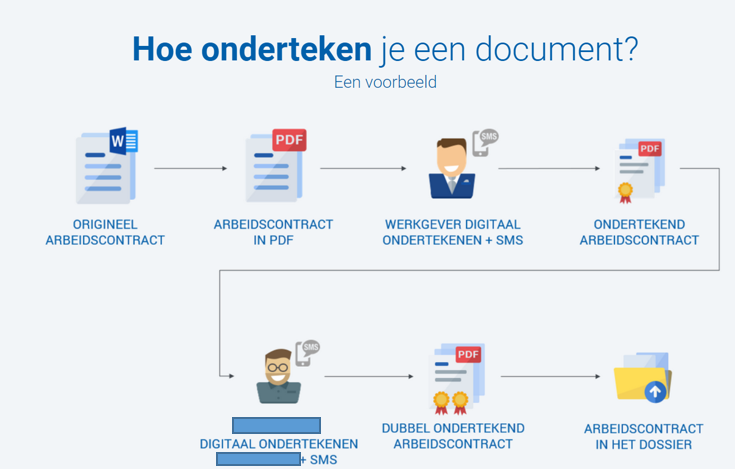 Hoe onderteken je een document?
Een voorbeeld
W
PDF
SMS
PDF
ORIGINEEL
ARBEIDSCONTRACT
ARBEIDSCONTRACT
IN PDF
WERKGEVER DIGITAAL
ONDERTEKENEN + SMS
ONDERTEKEND
ARBEIDSCONTRACT
SMS
PDF
DIGITAAL ONDERTEKENEN
+ SMS
DUBBEL ONDERTEKEND
ARBEIDSCONTRACT
ARBEIDSCONTRACT
IN HET DOSSIER